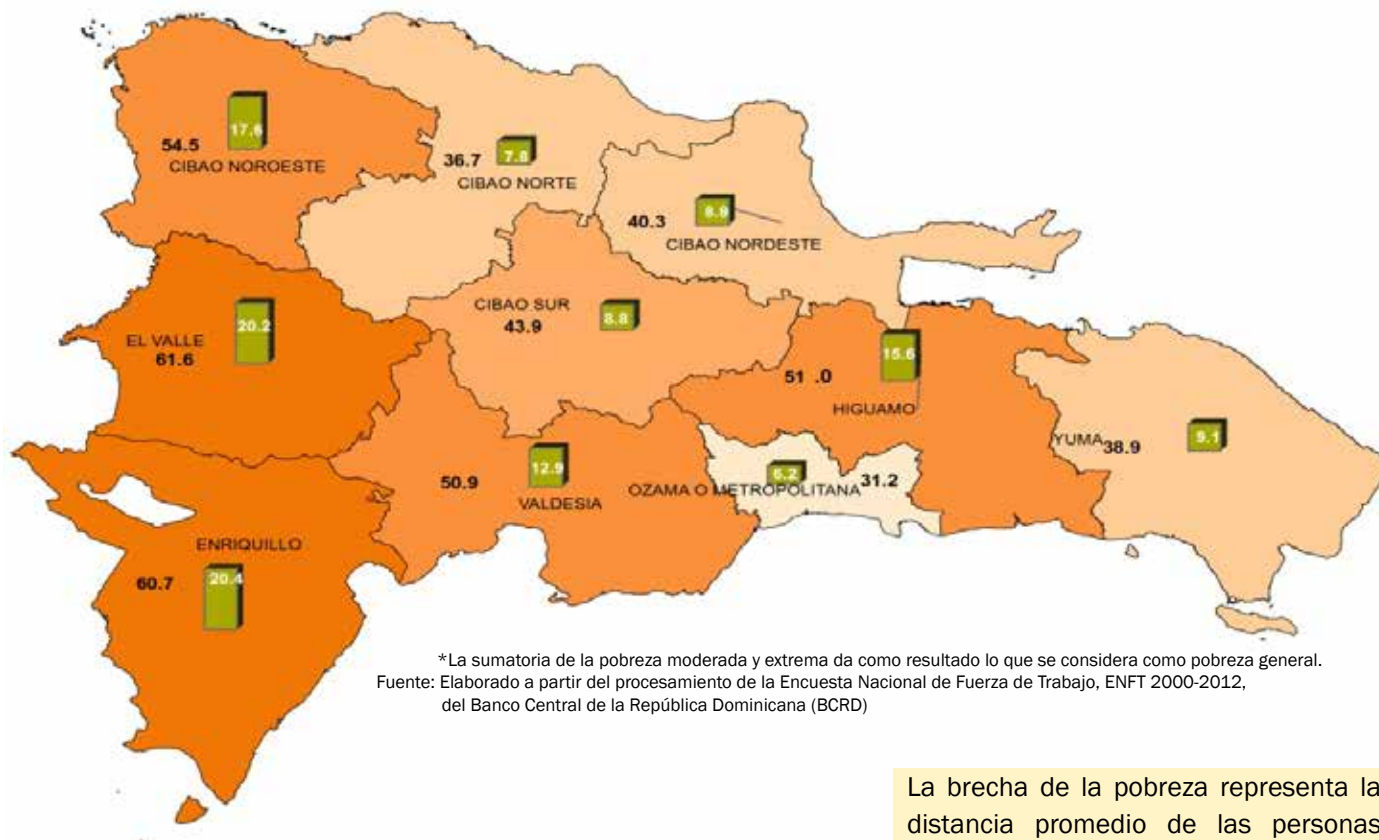 17.6
54.5
CIBAO NOROESTE
36.7
7.8
CIBAO NORTE
40.3
8.9
CIBAO NORDESTE
CIBAO SUR
43.9
8.8
EL VALLE
61.6
20.2
15.6
51 .0
HIGUAMO
YUMA
38.9
9.1
50.9
12.9
VALDESIA
6.2
31.2
OZAMA O METROPOLITANA
ENRIQUILLO
60.7
20.4
*La sumatoria de la pobreza moderada y extrema da como resultado lo que se considera como pobreza general.
Fuente: Elaborado a partir del procesamiento de la Encuesta Nacional de Fuerza de Trabajo, ENFT 2000-2012,
del Banco Central de la República Dominicana (BCRD)
La brecha de la pobreza representa la
distancia promedio de las personas